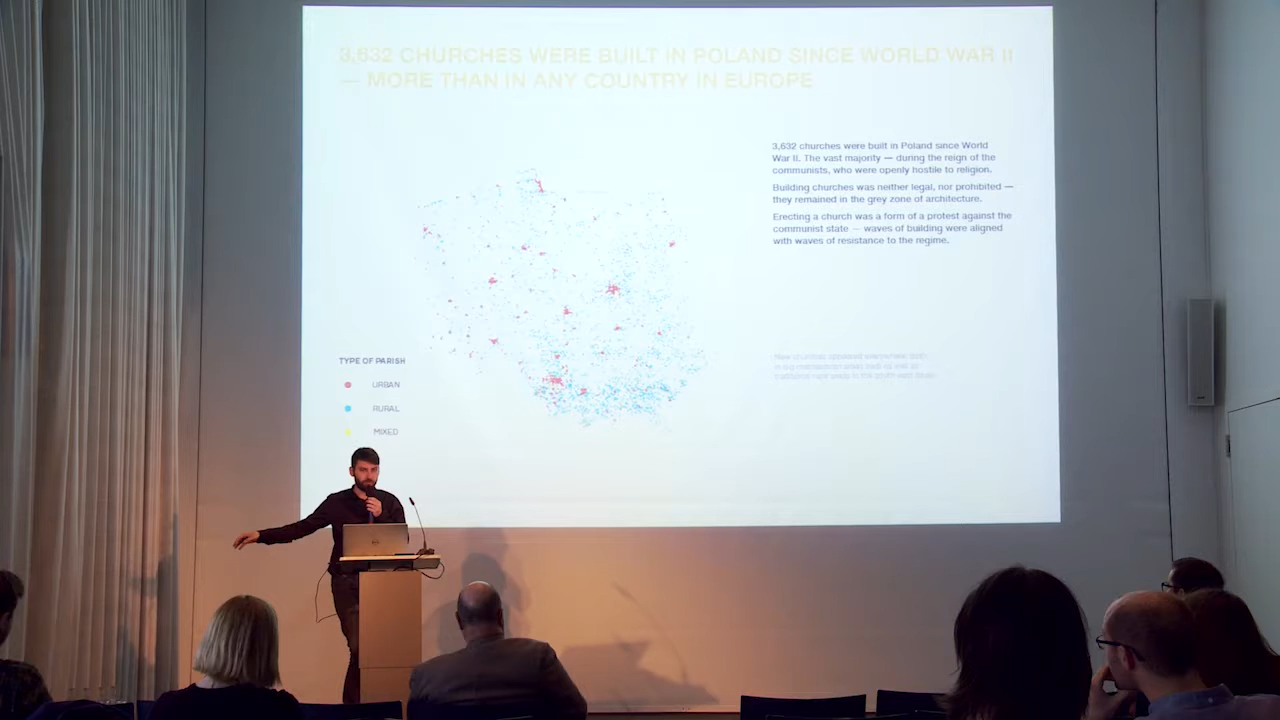 3,632 CHURCHES WERE BUILT IN POLAND SINCE WORLD WAR II
— MORE THAN IN ANY COUNTRY IN EUROPE
3,632 churches were built in Poland since World
War II. The vast majority — during the reign of the
communists, who were openly hostile to religion.
Building churches was neither legal, nor prohibited —
they remained in the grey zone of architecture.
Erecting a church was a form of a protest against the
communist state — waves of building were aligned
with waves of resistance to the regime.
New churches appeared everywhere
TYPE OF PARISH
URBAN
RURAL
MIXED